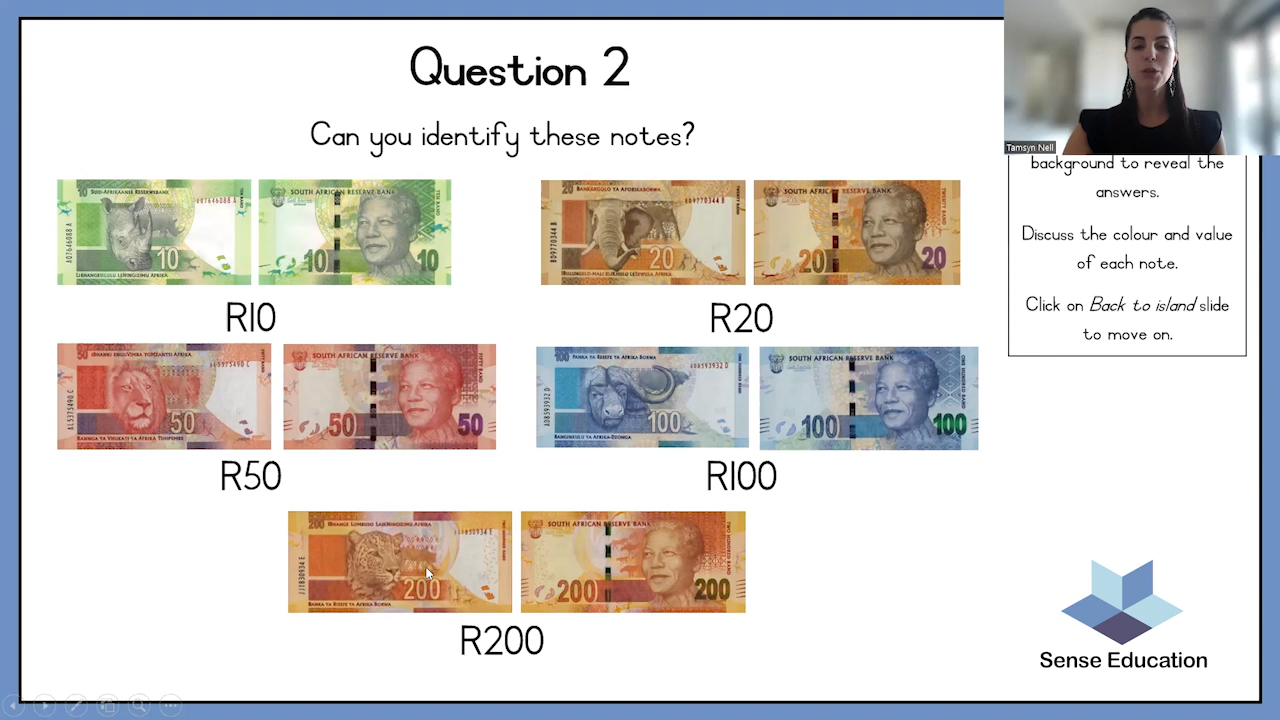 Question 2
Can you identify these notes?
SOUTH AFRICAN RESERVE BANK
10
10
10
R10
SOUTH AFRICAN RESERVE BANK
20
20
20
R20
SOUTH AFRICAN RESERVE BANK
50
50
50
R50
SOUTH AFRICAN RESERVE BANK
100
100
100
R100
SOUTH AFRICAN RESERVE BANK
200
200
200
R200
Tamsyn Nell
background to reveal the
answers.
Discuss the colour and value
of each note.
Click on Back to island slide
to move on.
Sense Education